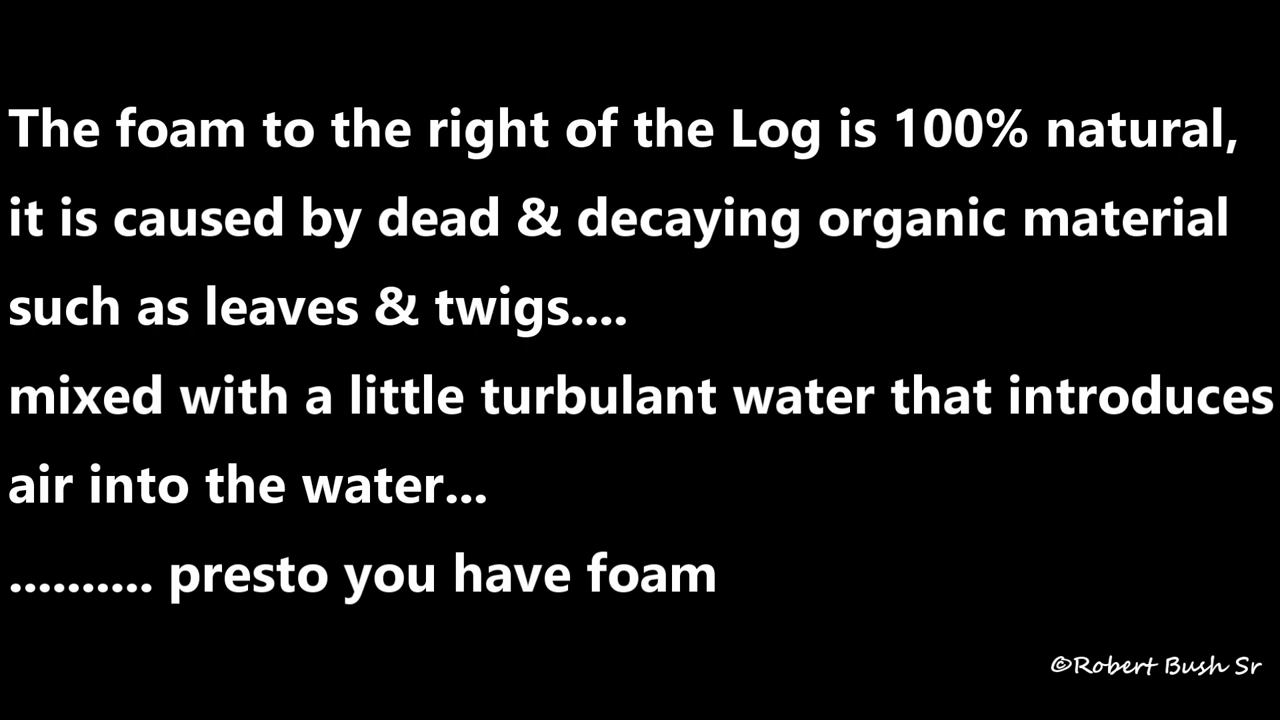 The foam to the right of the Log is 100% natural,
it is caused by dead & decaying organic material
such as leaves & twigs....
mixed with a little turbulant water that introduces
air into the water...
.......... presto you have foam
©Robert Bush Sr